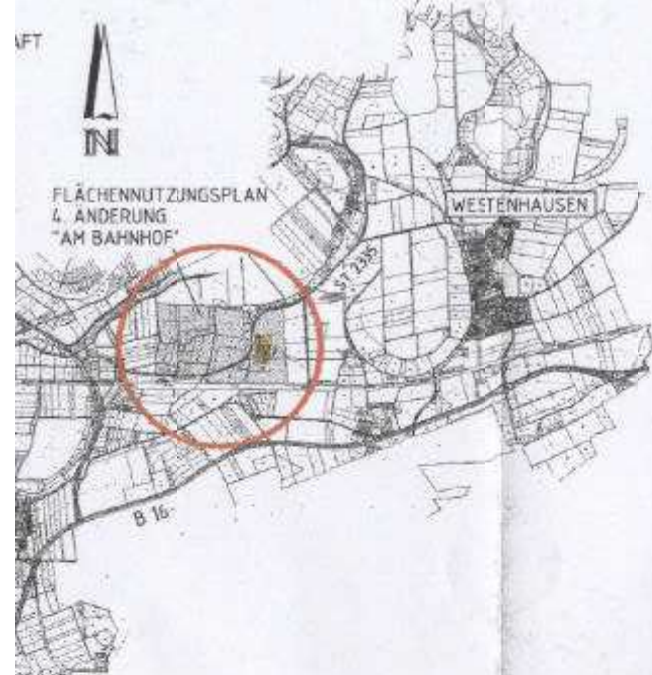 AFT
N
FLÄCHENNUTZUNGSPLAN
4. ÄNDERUNG
"AM BAHNHOF"
WESTENHAUSEN
ST 2335
B 16